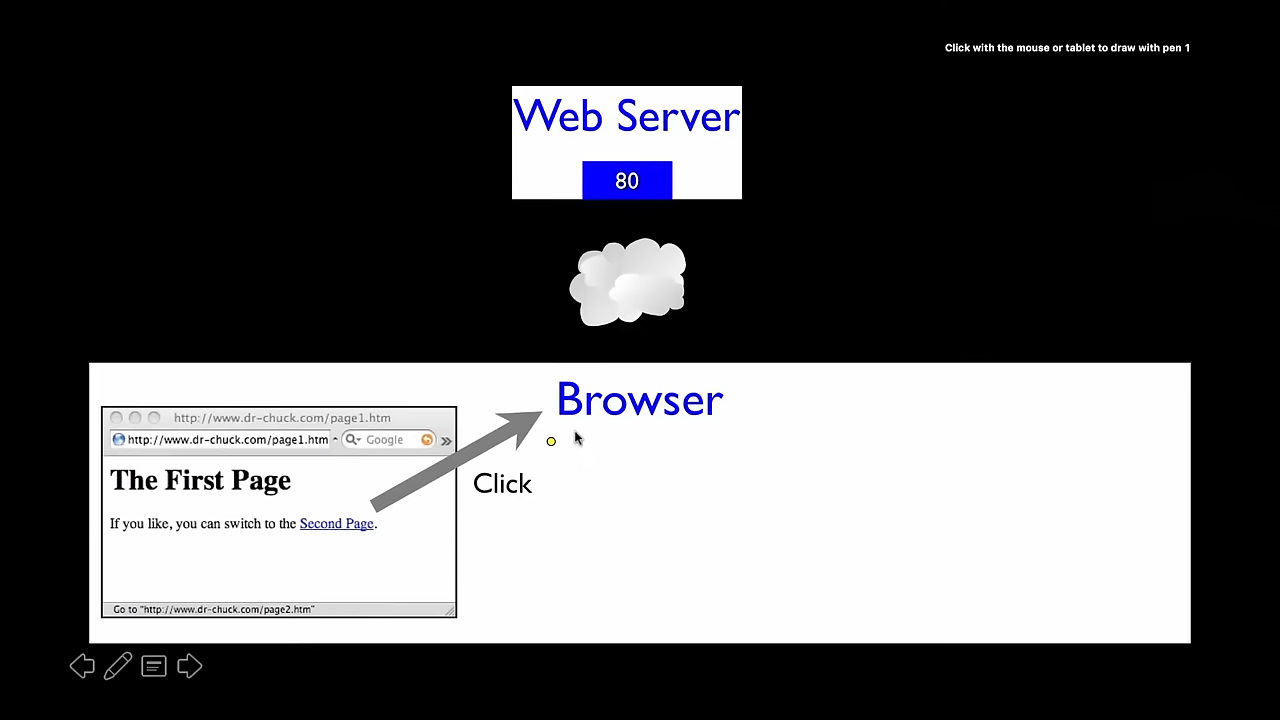 Click with the mouse or tablet to draw with pen 1
Web Server
80
Browser
http://www.dr-chuck.com/page1.htm
http://www.dr-chuck.com/page1.htm
Google
»
The First Page
Click
If you like, you can switch to the Second Page.
Go to "http://www.dr-chuck.com/page2.htm"